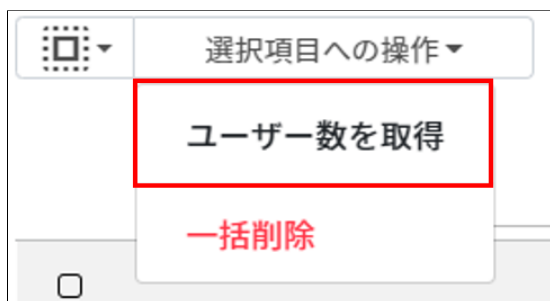 選択項目への操作
ユーザー数を取得
一括削除